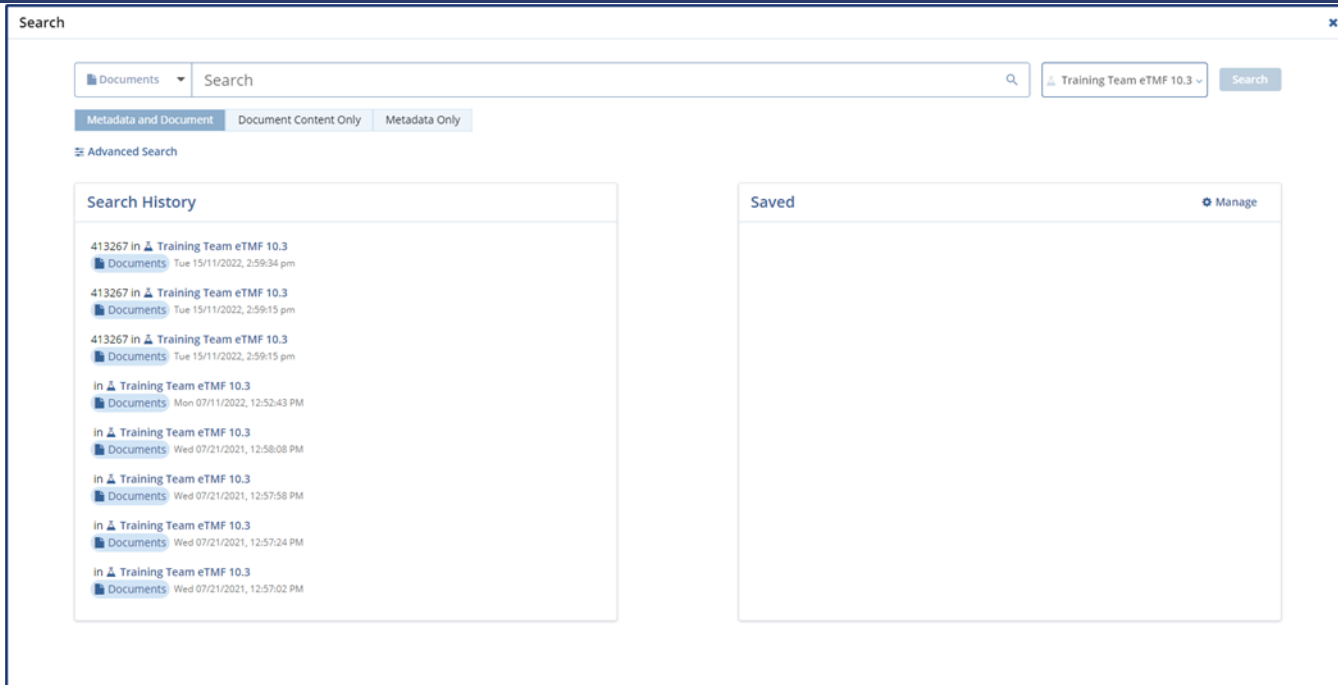 Search
Documents Search Training Team eTMF 10.3 Search
Metadata and Document Document Content Only Metadata Only
Advanced Search
Search History
413267 in Training Team eTMF 10.3
Documents Tue 15/11/2022, 2:59:34 pm
413267 in Training Team eTMF 10.3
Documents Tue 15/11/2022, 2:59:15 pm
413267 in Training Team eTMF 10.3
Documents Tue 15/11/2022, 2:59:15 pm
in Training Team eTMF 10.3
Documents Mon 07/11/2022, 12:52:43 PM
in Training Team eTMF 10.3
Documents Wed 07/21/2021, 12:58:08 PM
in Training Team eTMF 10.3
Documents Wed 07/21/2021, 12:57:58 PM
in Training Team eTMF 10.3
Documents Wed 07/21/2021, 12:57:24 PM
in Training Team eTMF 10.3
Documents Wed 07/21/2021, 12:57:02 PM
Saved Manage